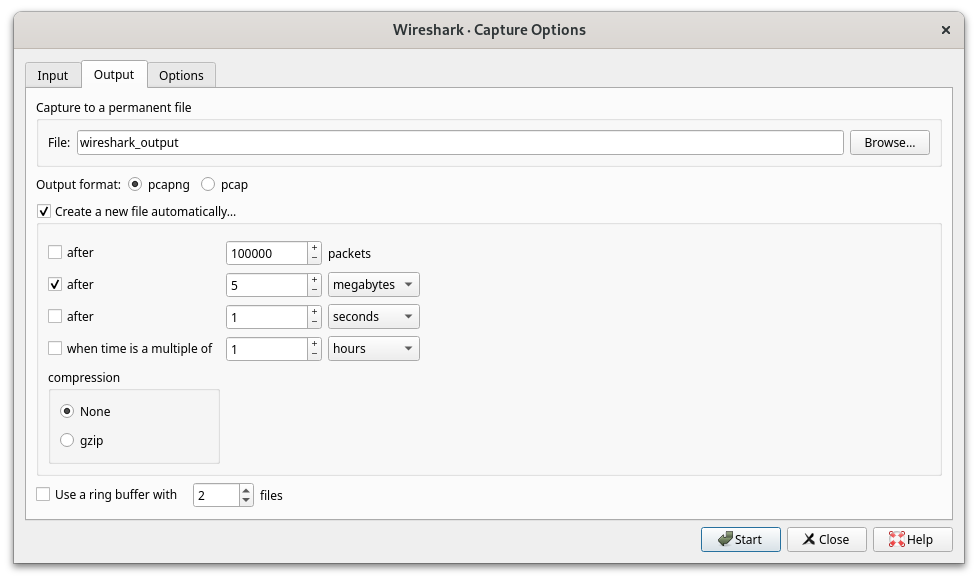 Wireshark · Capture Options
Input Output Options
Capture to a permanent file
File: wireshark_output Browse...
Output format: pcapng pcap
Create a new file automatically...
after 100000 packets
after 5 megabytes
after 1 seconds
when time is a multiple of 1 hours
compression
None
gzip
Use a ring buffer with 2 files
Start Close Help